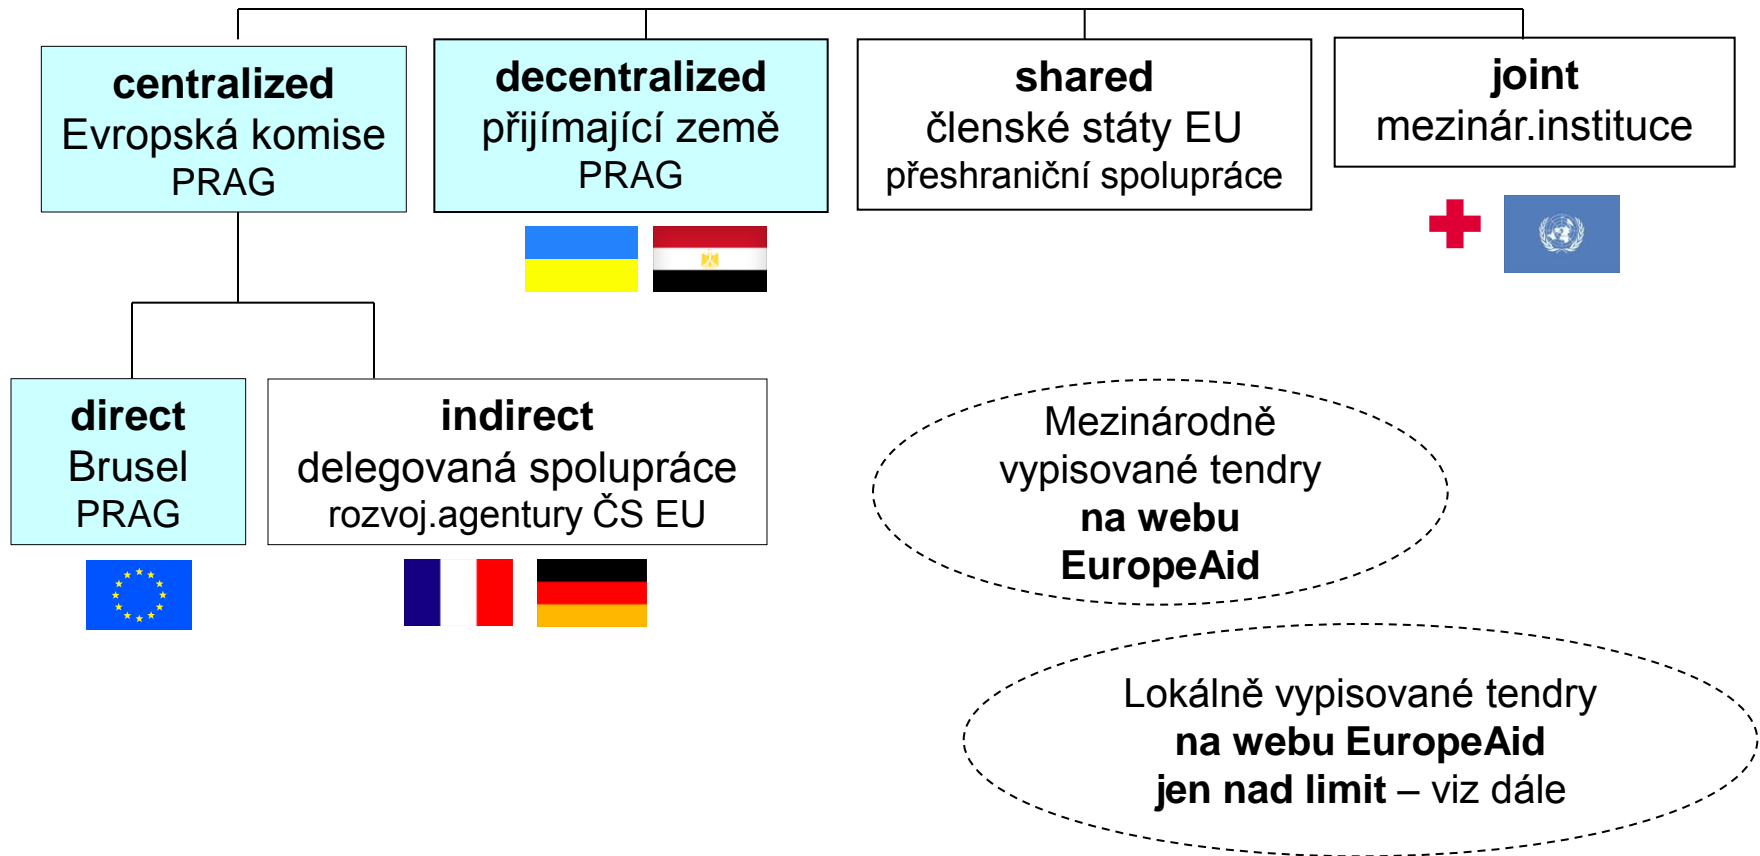 centralized
Evropská komise
PRAG
decentralized
přijímající země
PRAG
shared
členské státy EU
přeshraniční spolupráce
joint
mezinár.instituce
direct
Brusel
PRAG
indirect
delegovaná spolupráce
rozvoj.agentury ČS EU
Mezinárodně
vypisované tendry
na webu
EuropeAid
Lokálně vypisované tendry
na webu EuropeAid
jen nad limit – viz dále